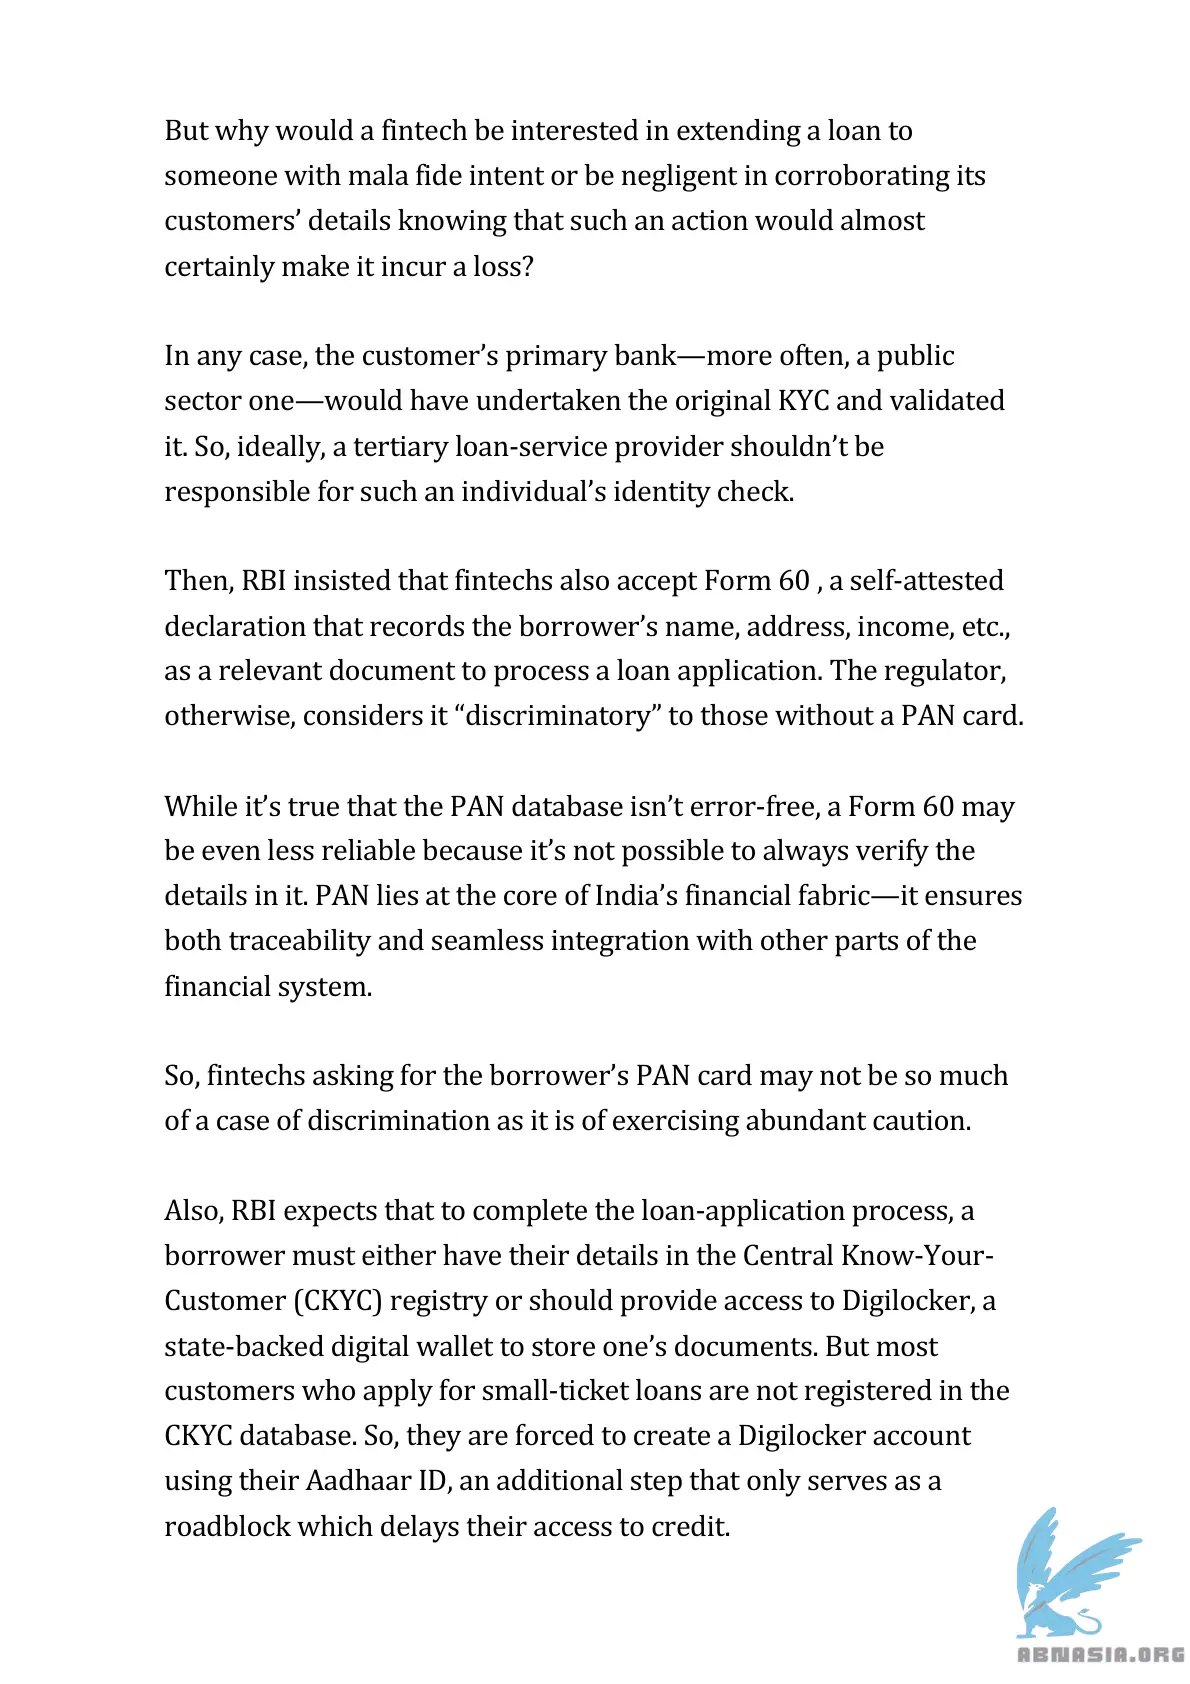 But why would a fintech be interested in extending a loan to
someone with mala fide intent or be negligent in corroborating its
customers’ details knowing that such an action would almost
certainly make it incur a loss?
In any case, the customer’s primary bank—more often, a public
sector one—would have undertaken the original KYC and validated
it. So, ideally, a tertiary loan-service provider shouldn’t be
responsible for such an individual’s identity check.
Then, RBI insisted that fintechs also accept Form 60 , a self-attested
declaration that records the borrower’s name, address, income, etc.,
as a relevant document to process a loan application. The regulator,
otherwise, considers it “discriminatory” to those without a PAN card.
While it’s true that the PAN database isn’t error-free, a Form 60 may
be even less reliable because it’s not possible to always verify the
details in it. PAN lies at the core of India’s financial fabric—it ensures
both traceability and seamless integration with other parts of the
financial system.
So, fintechs asking for the borrower’s PAN card may not be so much
of a case of discrimination as it is of exercising abundant caution.
Also, RBI expects that to complete the loan-application process, a
borrower must either have their details in the Central Know-Your-
Customer (CKYC) registry or should provide access to Digilocker, a
state-backed digital wallet to store one’s documents. But most
customers who apply for small-ticket loans are not registered in the
CKYC database. So, they are forced to create a Digilocker account
using their Aadhaar ID, an additional step that only serves as a
roadblock which delays their access to credit.
ABNASIA.ORG